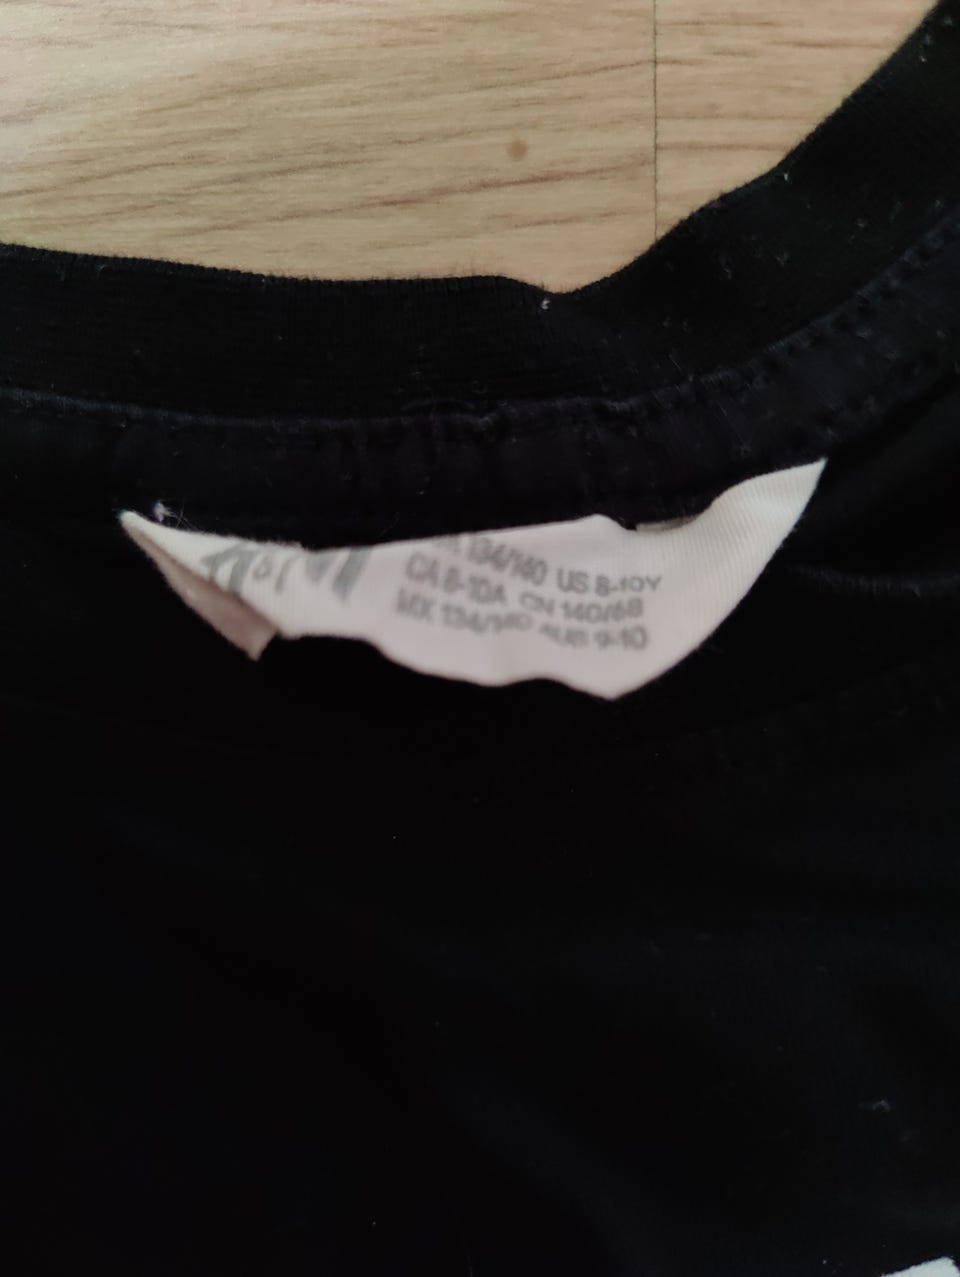 H&M
134/140 US 8-10Y
CA 8-10A CN 140/68
MX 134/140 AUS 9-10